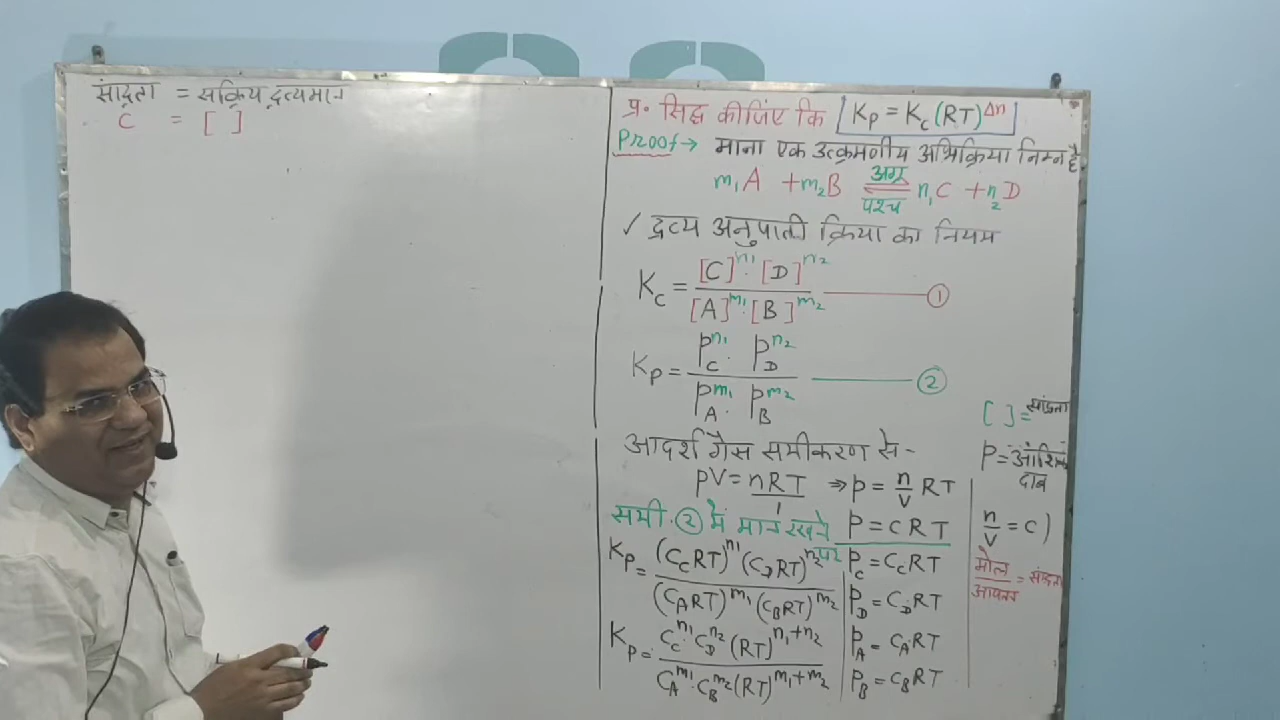 सांद्रता = सक्रिय द्रव्यमान
C = [ ]
प्र. सिद्ध कीजिए कि Kp = Kc(RT)^Δn
Proof → माना एक उत्क्रमणीय अभिक्रिया निम्न है
m₁A + m₂B ⇌ n₁C + n₂D
अग्र
पश्च
✓ द्रव्य अनुपाती क्रिया का नियम
Kc = [C]^n₁ · [D]^n₂ / [A]^m₁ · [B]^m₂ —— ①
Kp = p_C^n₁ · p_D^n₂ / p_A^m₁ · p_B^m₂ —— ②
[ ] = सांद्रता
p = आंशिक दाब
आदर्श गैस समीकरण से -
pV = nRT ⇒ p = n/V RT
n/V = C)
समी. ② में मान रखने पर
p = CRT
मोल / आयतन = सांद्रता
Kp = (C_C RT)^n₁ (C_D RT)^n₂ / (C_A RT)^m₁ (C_B RT)^m₂
Kp = C_C^n₁ · C_D^n₂ (RT)^n₁+n₂ / C_A^m₁ · C_B^m₂ (RT)^m₁+m₂
p_C = C_C RT
p_D = C_D RT
p_A = C_A RT
p_B = C_B RT